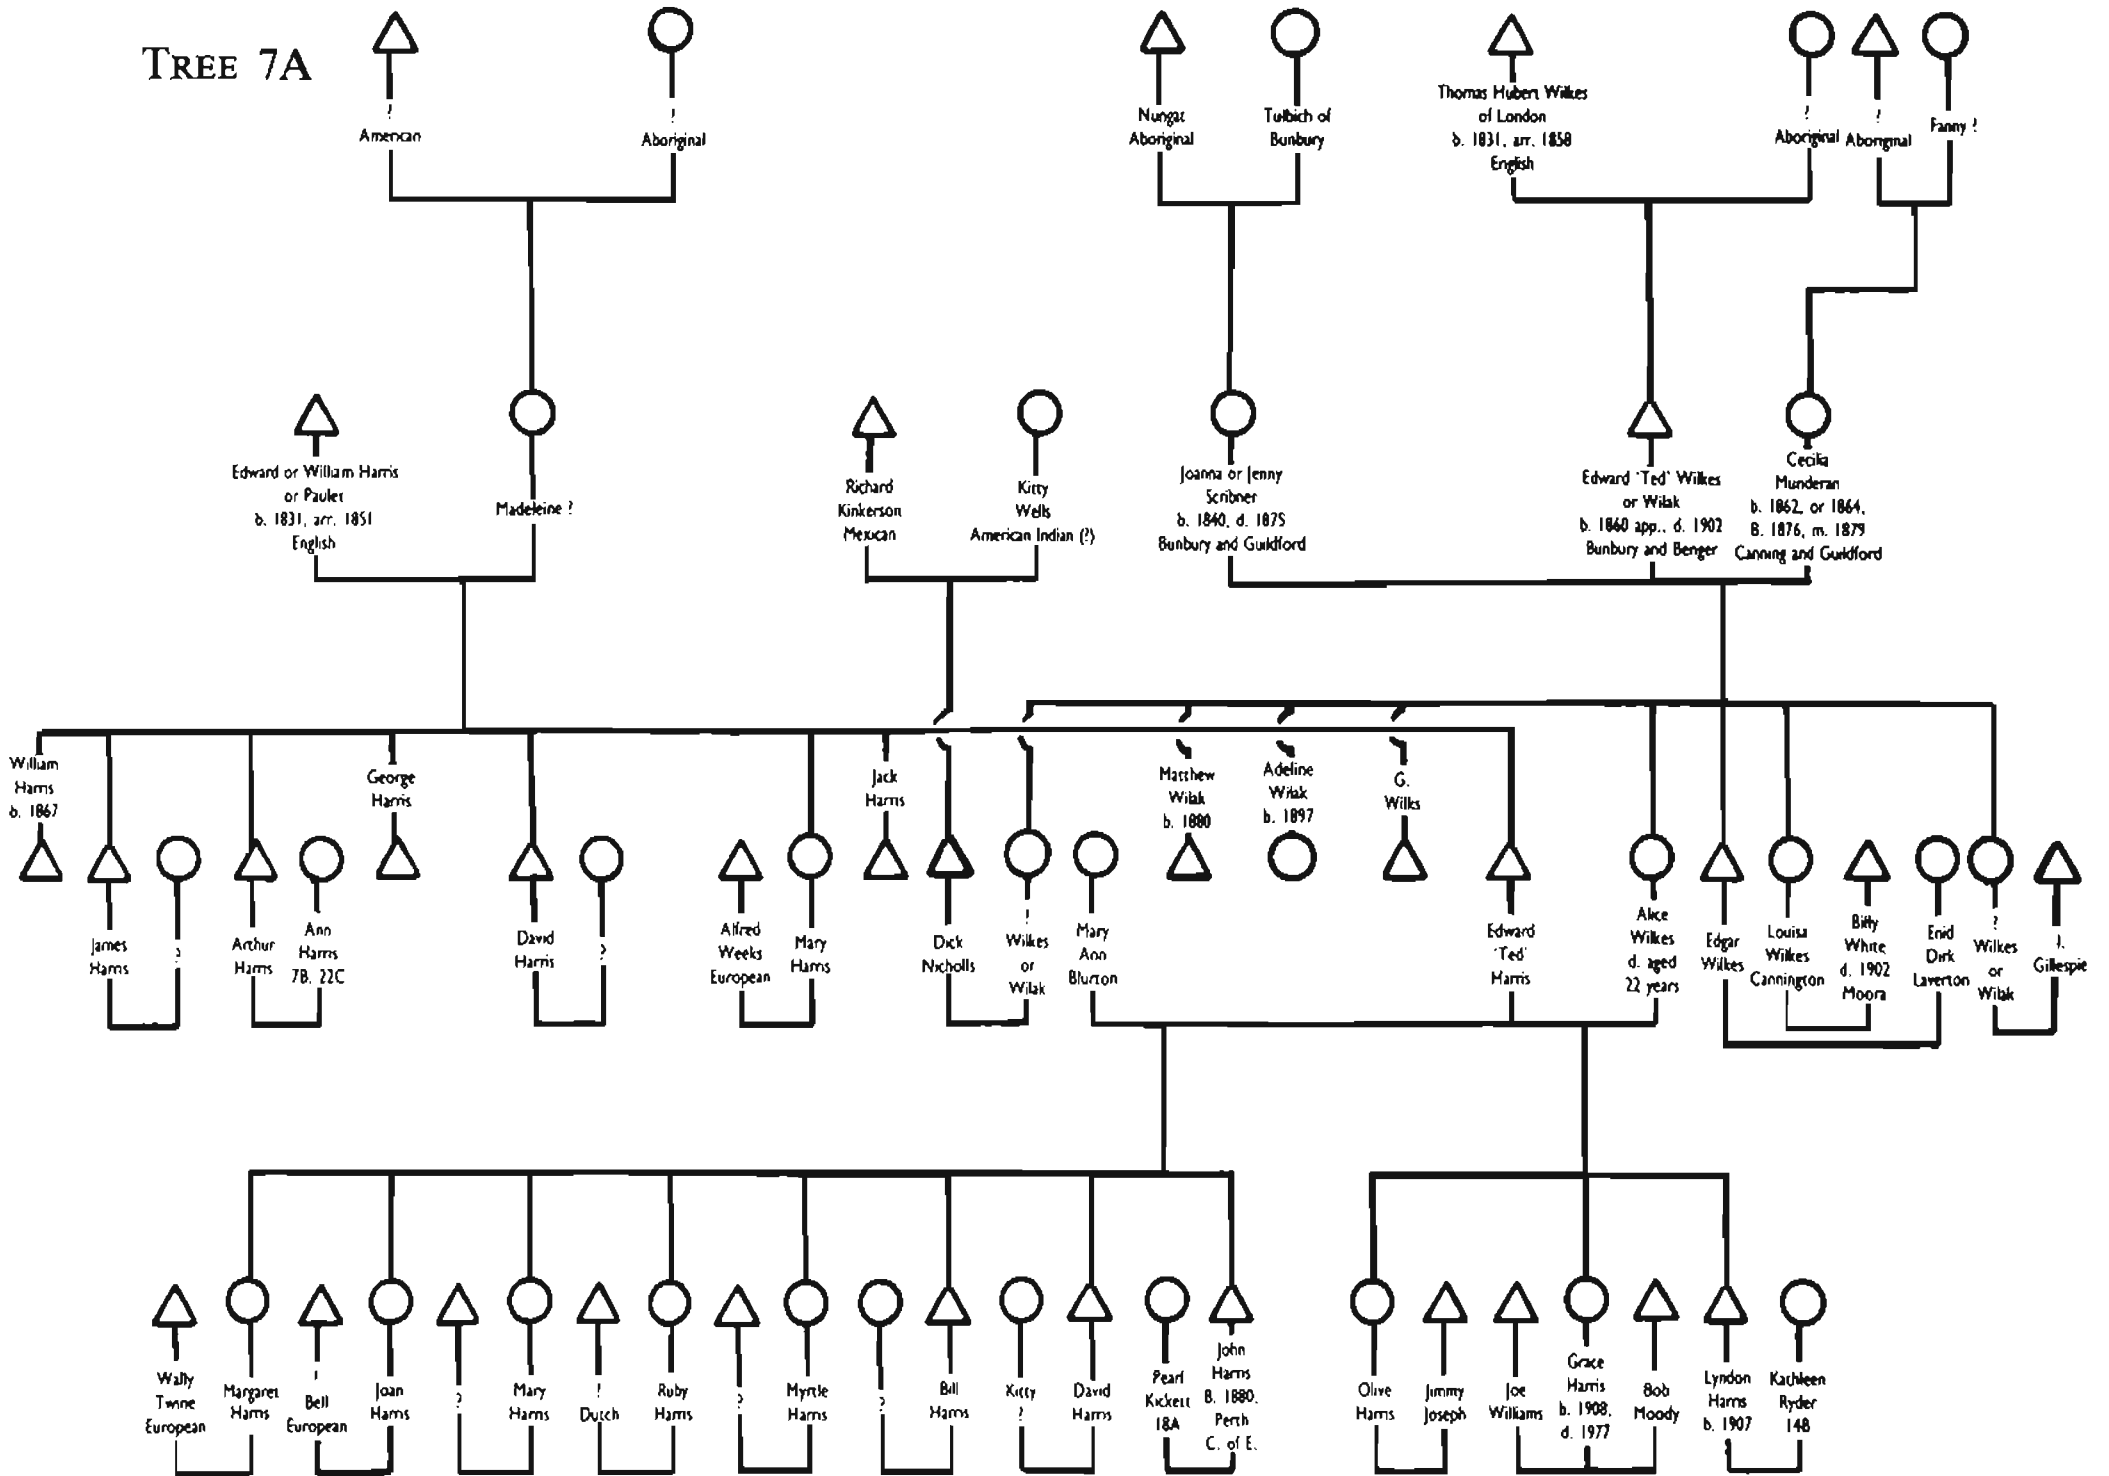 TREE 7A
?
American
?
Aboriginal
Nungat
Aboriginal
Tulbich of
Bunbury
Thomas Hubert Wilkes
of London
b. 1831, arr. 1858
English
?
Aboriginal
?
Aboriginal
Fanny ?
Edward or William Harris
or Paulet
b. 1831, arr. 1851
English
Madeleine ?
Richard
Kinkerson
Mexican
Kitty
Wells
American Indian (?)
Joanna or Jenny
Scribner
b. 1840, d. 1875
Bunbury and Guildford
Edward 'Ted' Wilkes
or Wilak
b. 1860 app., d. 1902
Bunbury and Benger
Cecilia
Munderan
b. 1862, or 1864,
B. 1876, m. 1879
Canning and Guildford
William
Harris
b. 1867
George
Harris
Jack
Harris
Matthew
Wilak
b. 1880
Adeline
Wilak
b. 1897
G.
Wilks
James
Harris
?
Arthur
Harris
Ann
Harris
7B, 22C
David
Harris
?
Alfred
Weeks
European
Mary
Harris
Dick
Nicholls
?
Wilkes
or
Wilak
Mary
Ann
Blurton
Edward
'Ted'
Harris
Alice
Wilkes
d. aged
22 years
Edgar
Wilkes
Louisa
Wilkes
Cannington
Billy
White
d. 1902
Moora
Enid
Dirk
Laverton
?
Wilkes
or
Wilak
J.
Gillespie
Wally
Twine
European
Margaret
Harris
?
Bell
European
Joan
Harris
?
Mary
Harris
?
Dutch
Ruby
Harris
?
Myrtle
Harris
?
Bill
Harris
Kitty
?
David
Harris
Pearl
Kickett
18A
John
Harris
B. 1880,
Perth
C. of E.
Olive
Harris
Jimmy
Joseph
Joe
Williams
Grace
Harris
b. 1908,
d. 1977
Bob
Moody
Lyndon
Harris
b. 1907
Kathleen
Ryder
14B